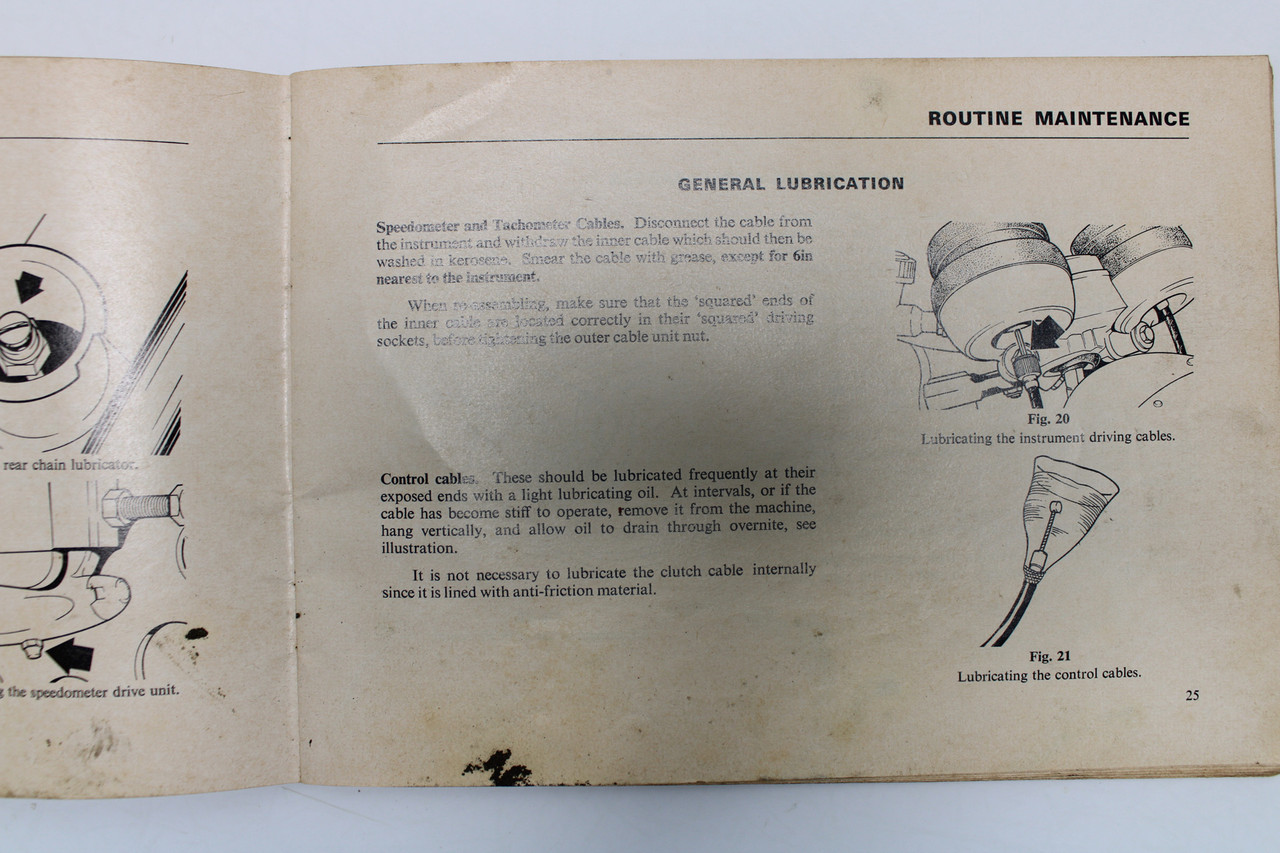 rear chain lubricator.
the speedometer drive unit.
ROUTINE MAINTENANCE
GENERAL LUBRICATION
Speedometer and Tachometer Cables. Disconnect the cable from
the instrument and withdraw the inner cable which should then be
washed in kerosene. Smear the cable with grease, except for 6in
nearest to the instrument.
When re-assembling, make sure that the 'squared' ends of
the inner cable are located correctly in their 'squared' driving
sockets, before tightening the outer cable unit nut.
Control cables. These should be lubricated frequently at their
exposed ends with a light lubricating oil. At intervals, or if the
cable has become stiff to operate, remove it from the machine,
hang vertically, and allow oil to drain through overnite, see
illustration.
It is not necessary to lubricate the clutch cable internally
since it is lined with anti-friction material.
Fig. 20
Lubricating the instrument driving cables.
Fig. 21
Lubricating the control cables.
25